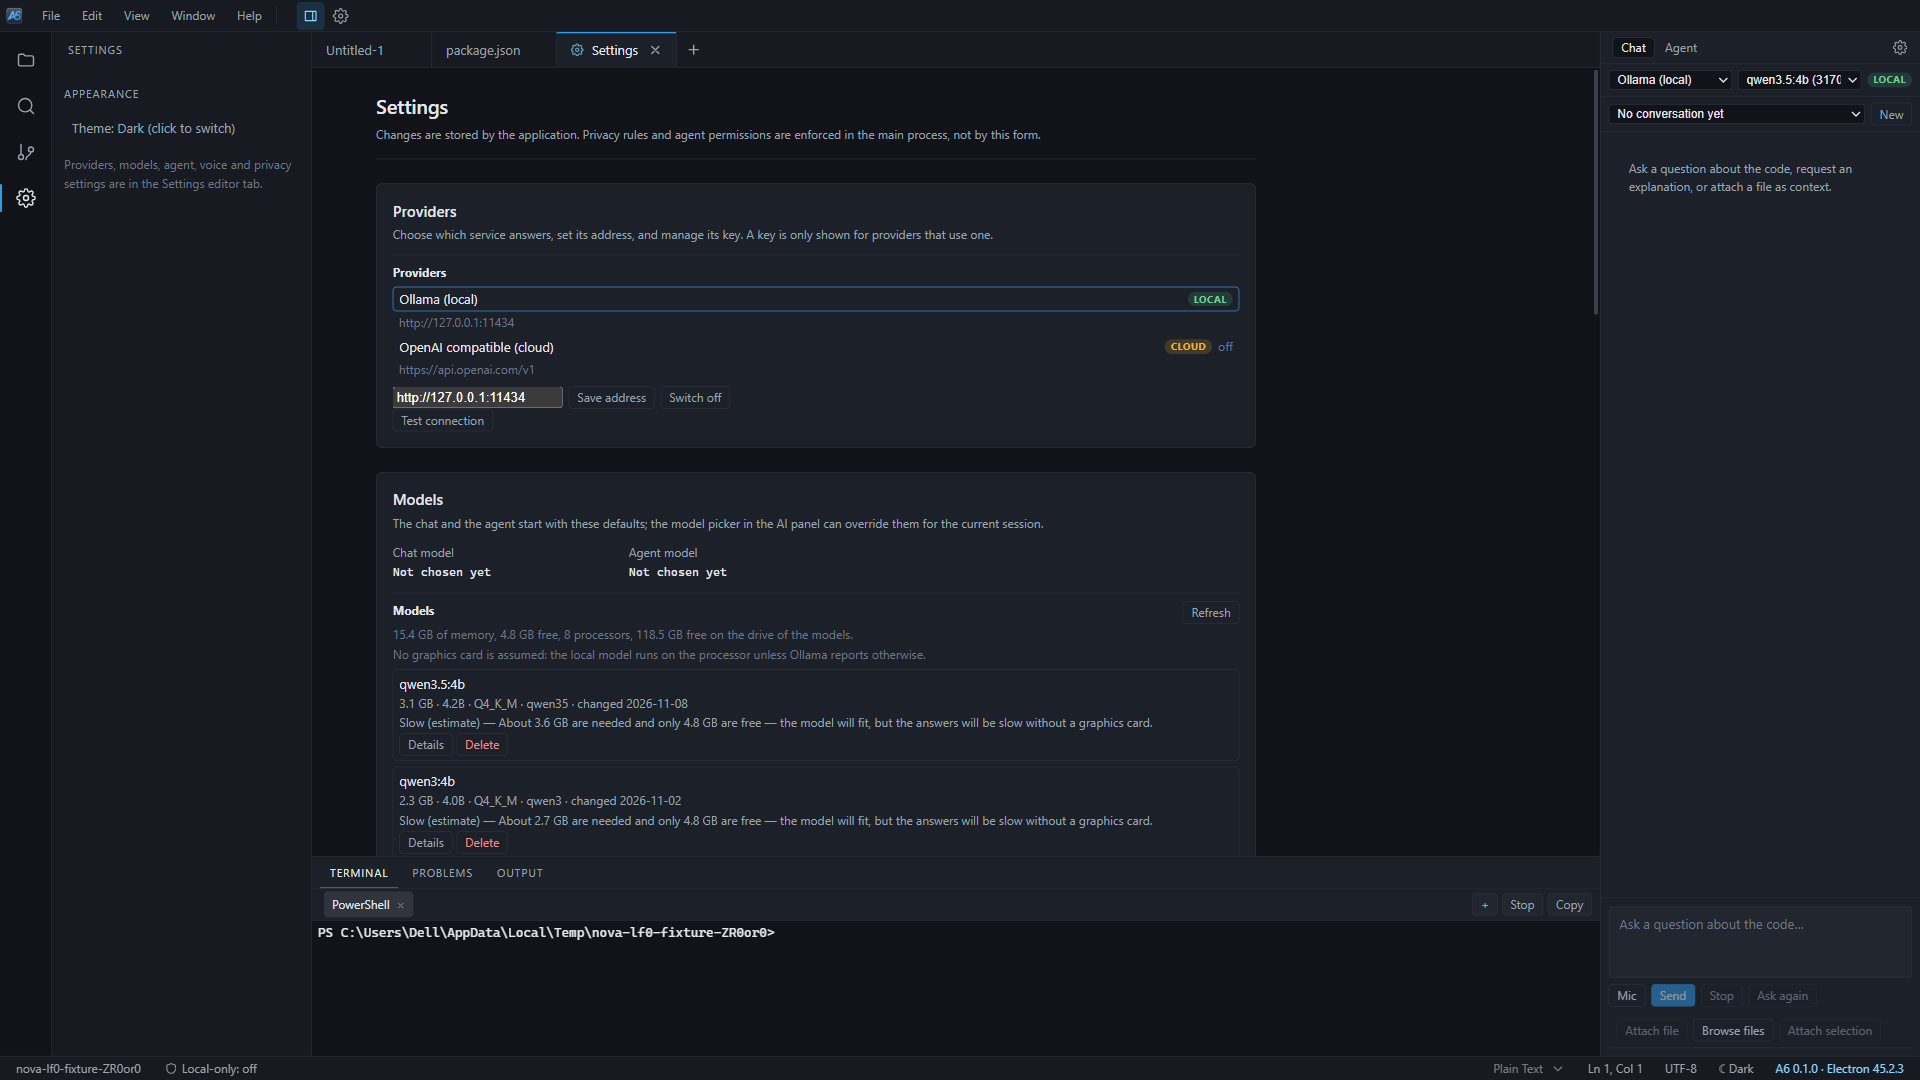 A6 File Edit View Window Help
SETTINGS
APPEARANCE
Theme: Dark (click to switch)
Providers, models, agent, voice and privacy
settings are in the Settings editor tab.
Untitled-1 package.json Settings
Settings
Changes are stored by the application. Privacy rules and agent permissions are enforced in the main process, not by this form.
Providers
Choose which service answers, set its address, and manage its key. A key is only shown for providers that use one.
Providers
Ollama (local) LOCAL
http://127.0.0.1:11434
OpenAI compatible (cloud) CLOUD off
https://api.openai.com/v1
http://127.0.0.1:11434 Save address Switch off
Test connection
Models
The chat and the agent start with these defaults; the model picker in the AI panel can override them for the current session.
Chat model Agent model
Not chosen yet Not chosen yet
Models Refresh
15.4 GB of memory, 4.8 GB free, 8 processors, 118.5 GB free on the drive of the models.
No graphics card is assumed: the local model runs on the processor unless Ollama reports otherwise.
qwen3.5:4b
3.1 GB · 4.2B · Q4_K_M · qwen35 · changed 2026-11-08
Slow (estimate) — About 3.6 GB are needed and only 4.8 GB are free — the model will fit, but the answers will be slow without a graphics card.
Details Delete
qwen3:4b
2.3 GB · 4.0B · Q4_K_M · qwen3 · changed 2026-11-02
Slow (estimate) — About 2.7 GB are needed and only 4.8 GB are free — the model will fit, but the answers will be slow without a graphics card.
Details Delete
TERMINAL PROBLEMS OUTPUT
PowerShell × + Stop Copy
PS C:\Users\Dell\AppData\Local\Temp\nova-lf0-fixture-ZR0or0>
Chat Agent
Ollama (local) qwen3.5:4b (3170 LOCAL
No conversation yet New
Ask a question about the code, request an
explanation, or attach a file as context.
Ask a question about the code...
Mic Send Stop Ask again
Attach file Browse files Attach selection
nova-lf0-fixture-ZR0or0 Local-only: off Plain Text Ln 1, Col 1 UTF-8 Dark A6 0.1.0 · Electron 45.2.3